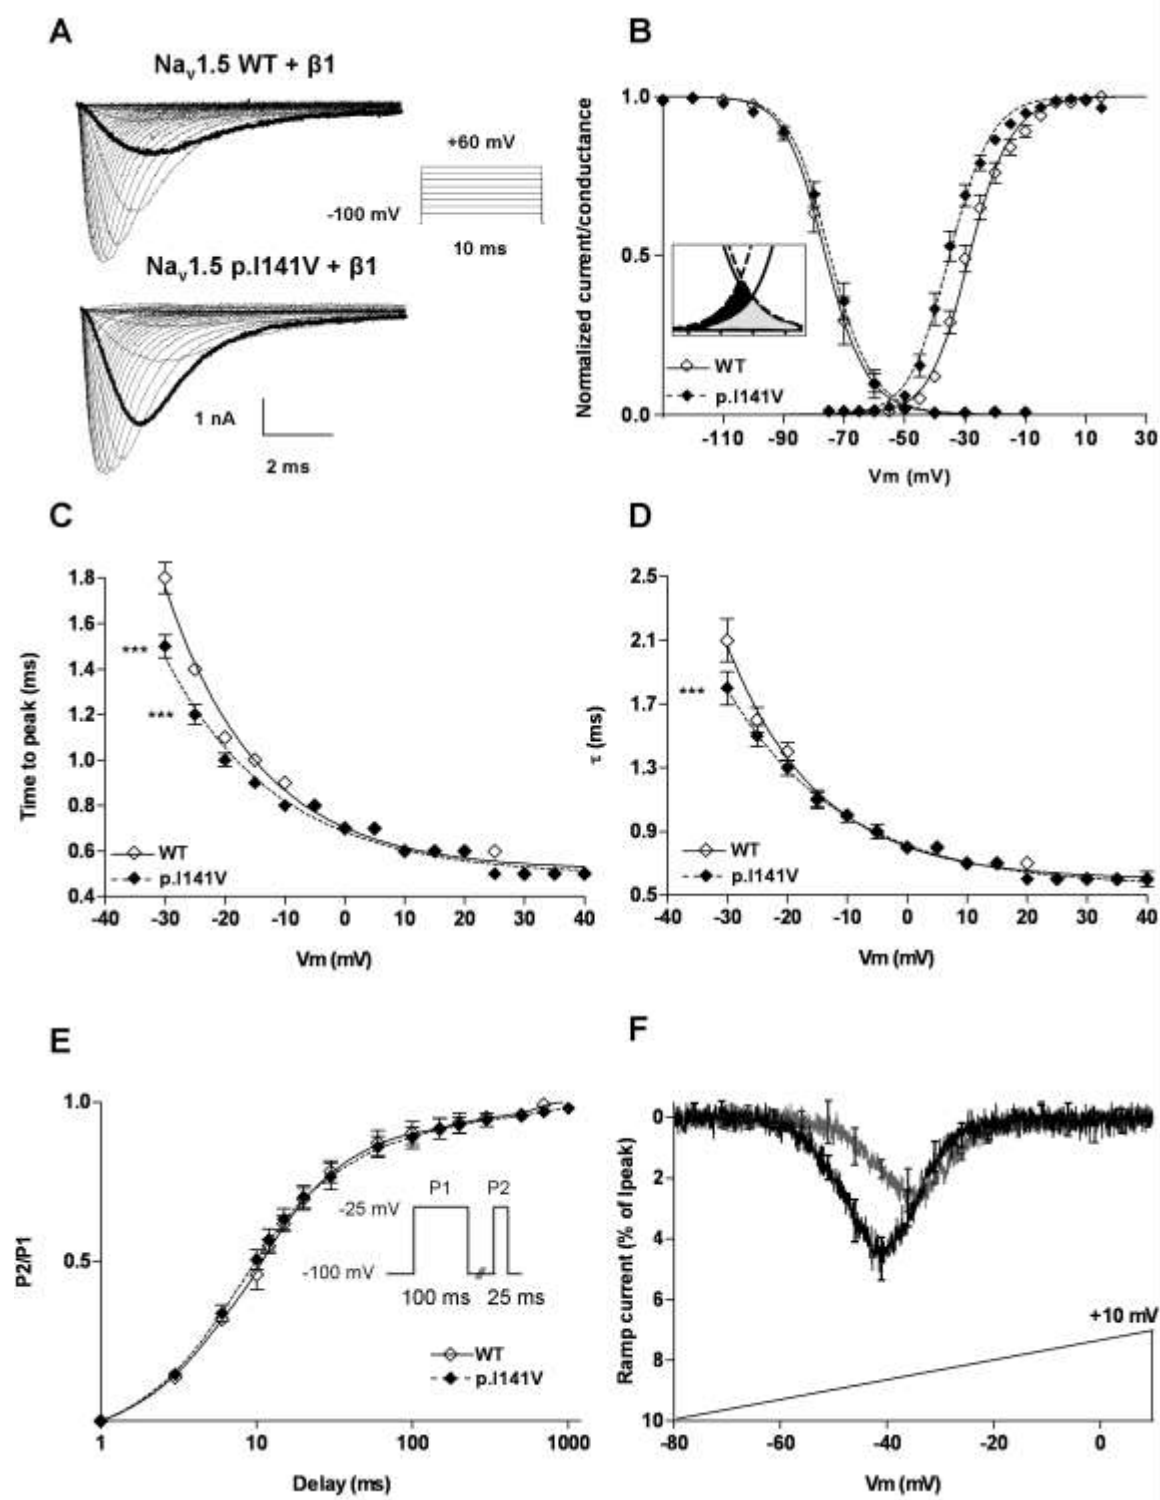 A
Na_v1.5 WT + β1
+60 mV
-100 mV
10 ms
Na_v1.5 p.I141V + β1
1 nA
2 ms
B
Normalized current/conductance
1.0
0.5
0.0
WT
p.I141V
-110 -90 -70 -50 -30 -10 10 30
Vm (mV)
C
Time to peak (ms)
1.8
1.6
1.4
1.2
1.0
0.8
0.6
0.4
***
***
WT
p.I141V
-40 -30 -20 -10 0 10 20 30 40
Vm (mV)
D
τ (ms)
2.5
2.1
1.7
1.3
0.9
0.5
***
WT
p.I141V
-40 -30 -20 -10 0 10 20 30 40
Vm (mV)
E
P2/P1
1.0
0.5
P1 P2
-25 mV
-100 mV
100 ms 25 ms
WT
p.I141V
1 10 100 1000
Delay (ms)
F
Ramp current (% of Ipeak)
0
2
4
6
8
10
+10 mV
-80 -60 -40 -20 0
Vm (mV)